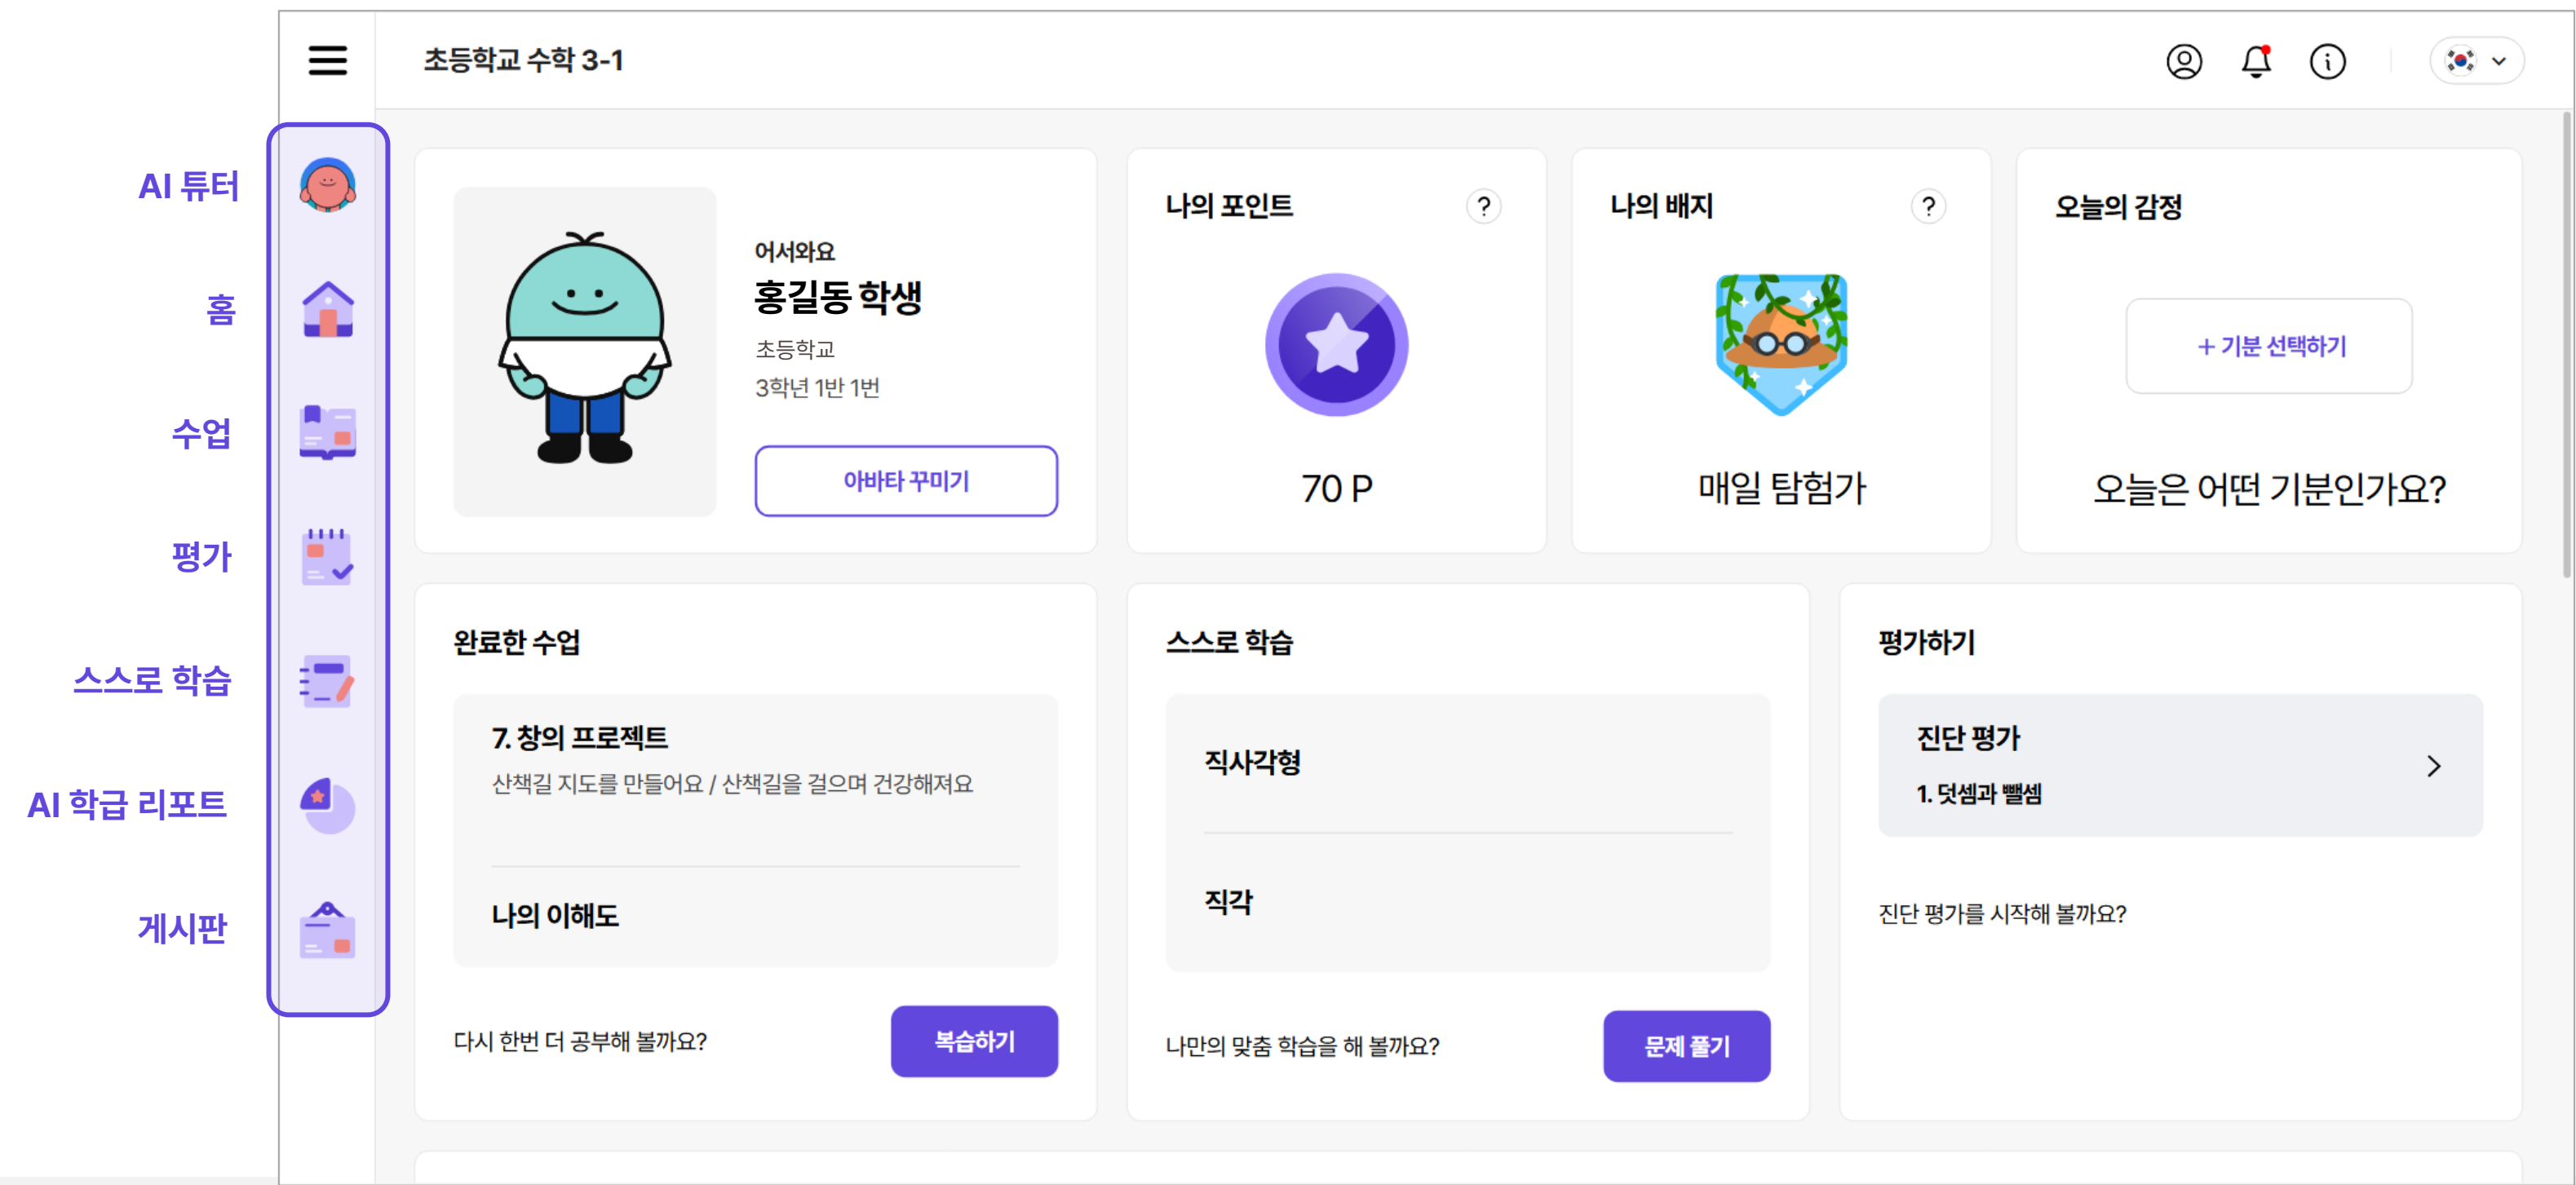 초등학교 수학 3-1
AI 튜터
홈
수업
평가
스스로 학습
AI 학급 리포트
게시판
어서와요
홍길동 학생
초등학교
3학년 1반 1번
아바타 꾸미기
나의 포인트
?
70 P
나의 배지
?
매일 탐험가
오늘의 감정
+ 기분 선택하기
오늘은 어떤 기분인가요?
완료한 수업
7. 창의 프로젝트
산책길 지도를 만들어요 / 산책길을 걸으며 건강해져요
나의 이해도
다시 한번 더 공부해 볼까요?
복습하기
스스로 학습
직사각형
직각
나만의 맞춤 학습을 해 볼까요?
문제 풀기
평가하기
진단 평가
1. 덧셈과 뺄셈
진단 평가를 시작해 볼까요?